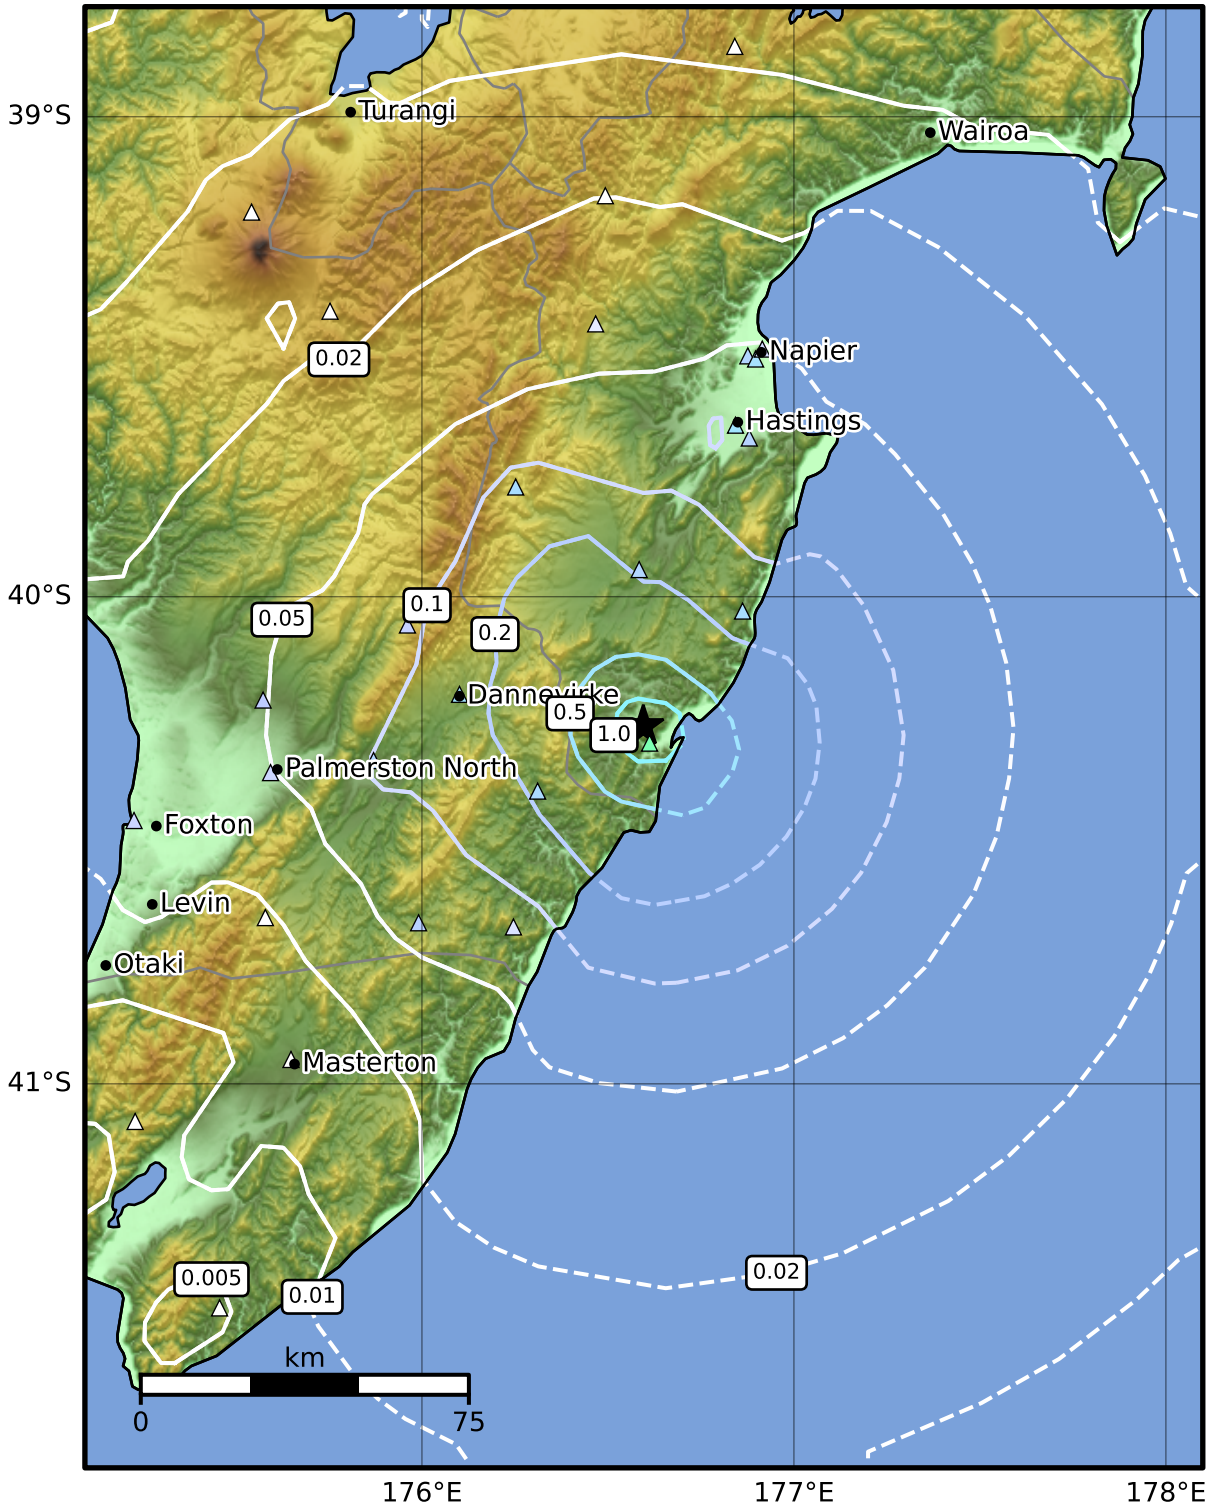 39°S
Turangi
Wairoa
0.02
Napier
Hastings
40°S
0.05
0.1
0.2
Dannevirke
0.5
1.0
Palmerston North
Foxton
Levin
Otaki
Masterton
41°S
0.005
0.01
0.02
km
0
75
176°E
177°E
178°E